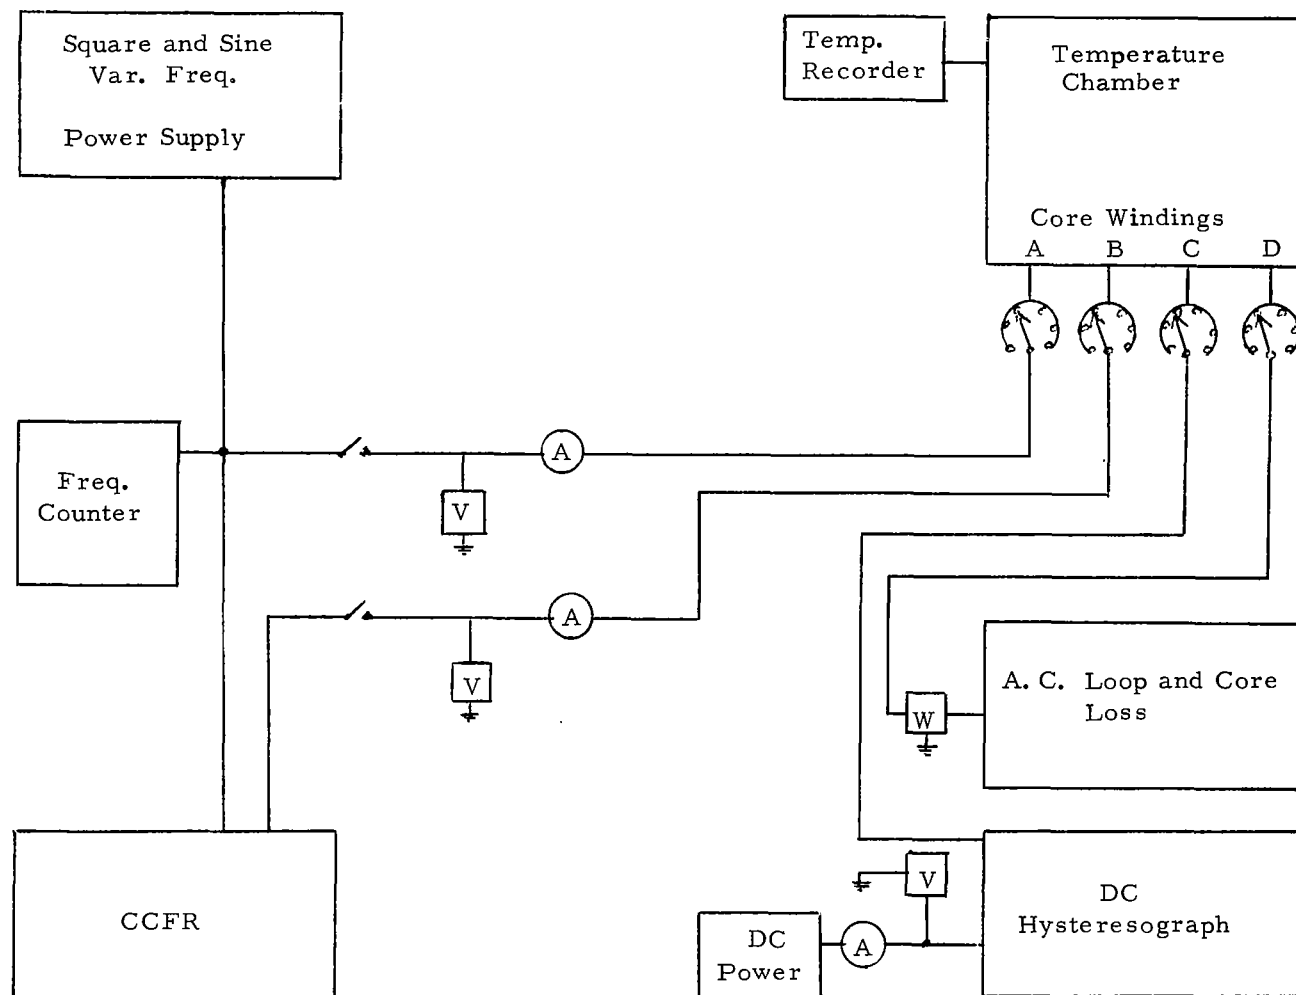 Square and Sine
Var. Freq.
Power Supply
Temp.
Recorder
Temperature
Chamber
Core Windings
A B C D
A
Freq.
Counter
V
A
V
A. C. Loop and Core
Loss
W
V
CCFR
DC
Hysteresograph
DC
Power
A